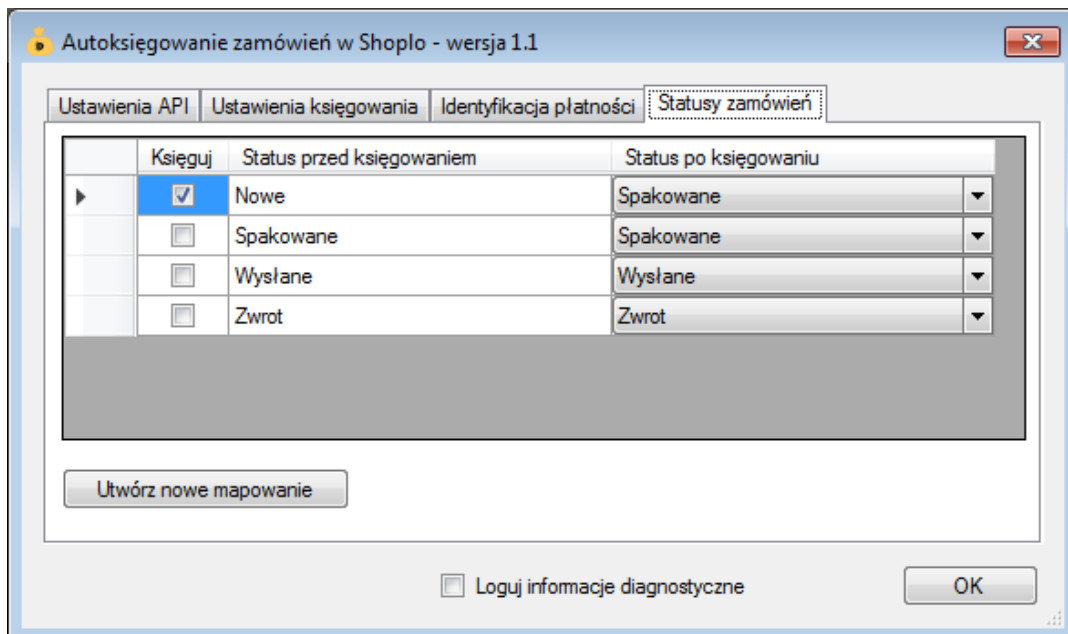 Autoksięgowanie zamówień w Shoplo - wersja 1.1
Ustawienia API Ustawienia księgowania Identyfikacja płatności Statusy zamówień
Księguj Status przed księgowaniem Status po księgowaniu
Nowe Spakowane
Spakowane Spakowane
Wysłane Wysłane
Zwrot Zwrot
Utwórz nowe mapowanie
Loguj informacje diagnostyczne OK